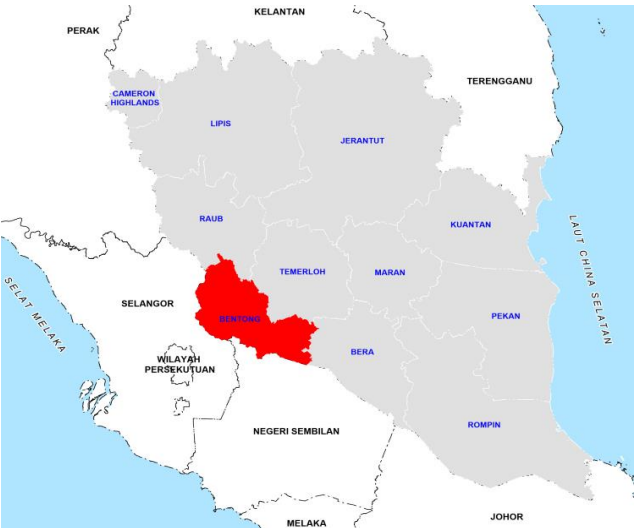 KELANTAN
PERAK
TERENGGANU
CAMERON
HIGHLANDS
LIPIS
JERANTUT
RAUB
KUANTAN
LAUT CHINA SELATAN
TEMERLOH
MARAN
SELAT MELAKA
SELANGOR
BENTONG
PEKAN
BERA
WILAYAH
PERSEKUTUAN
ROMPIN
NEGERI SEMBILAN
JOHOR
MELAKA